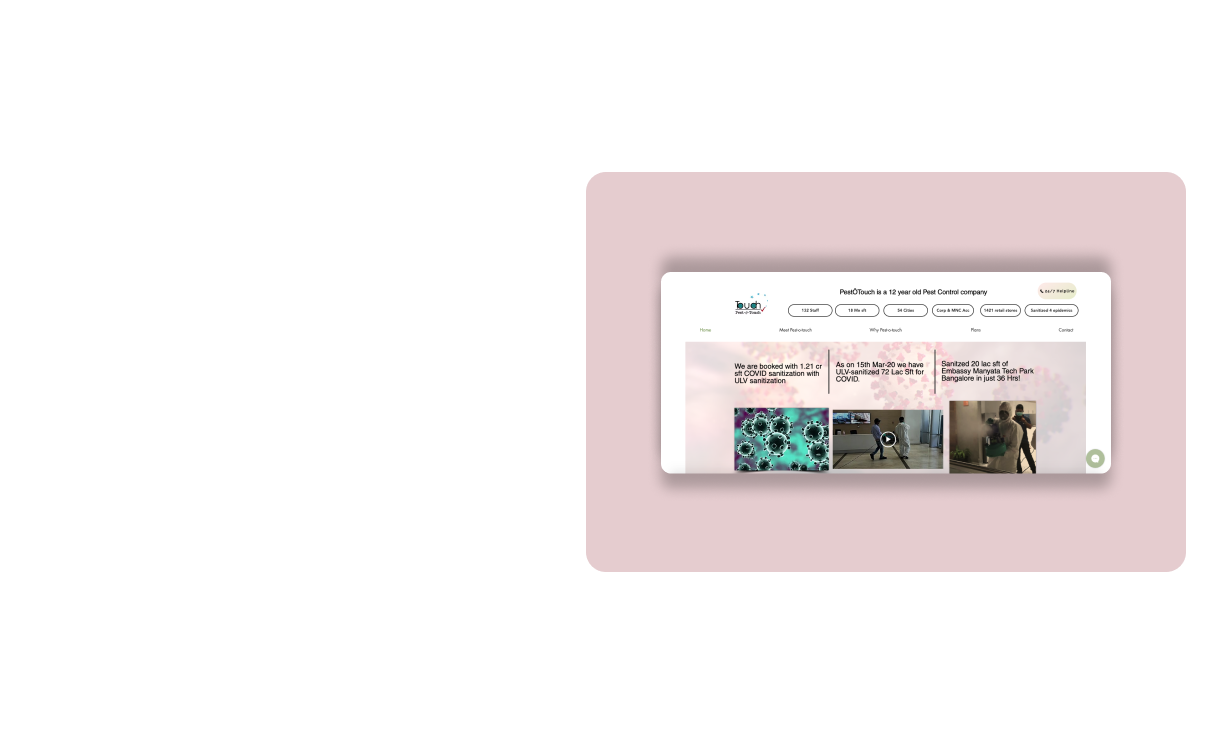 PestÔTouch is a 12 year old Pest Control company
24/7 Helpline
Touch
Pest-ô-Touch
132 Staff
18 Mn sft
54 Cities
Corp & MNC Acc
1421 retail stores
Sanitized 4 epidemics
Home
Meet Pest-o-touch
Why Pest-o-touch
Plans
Contact
We are booked with 1.21 cr
sft COVID sanitization with
ULV sanitization
As on 15th Mar-20 we have
ULV-sanitized 72 Lac Sft for
COVID.
Sanitzed 20 lac sft of
Embassy Manyata Tech Park
Bangalore in just 36 Hrs!